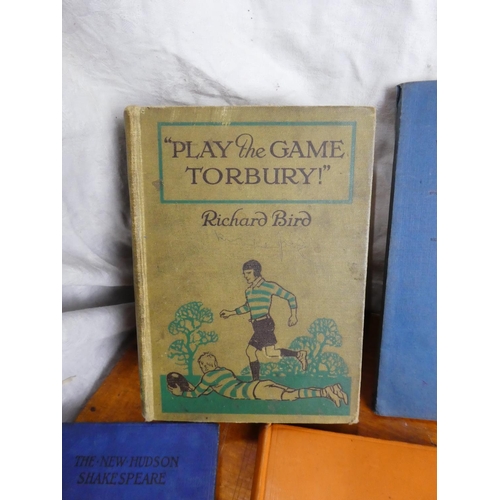 "PLAY the GAME
TORBURY!"
Richard Bird
THE·NEW·HUDSON
SHAKESPEARE